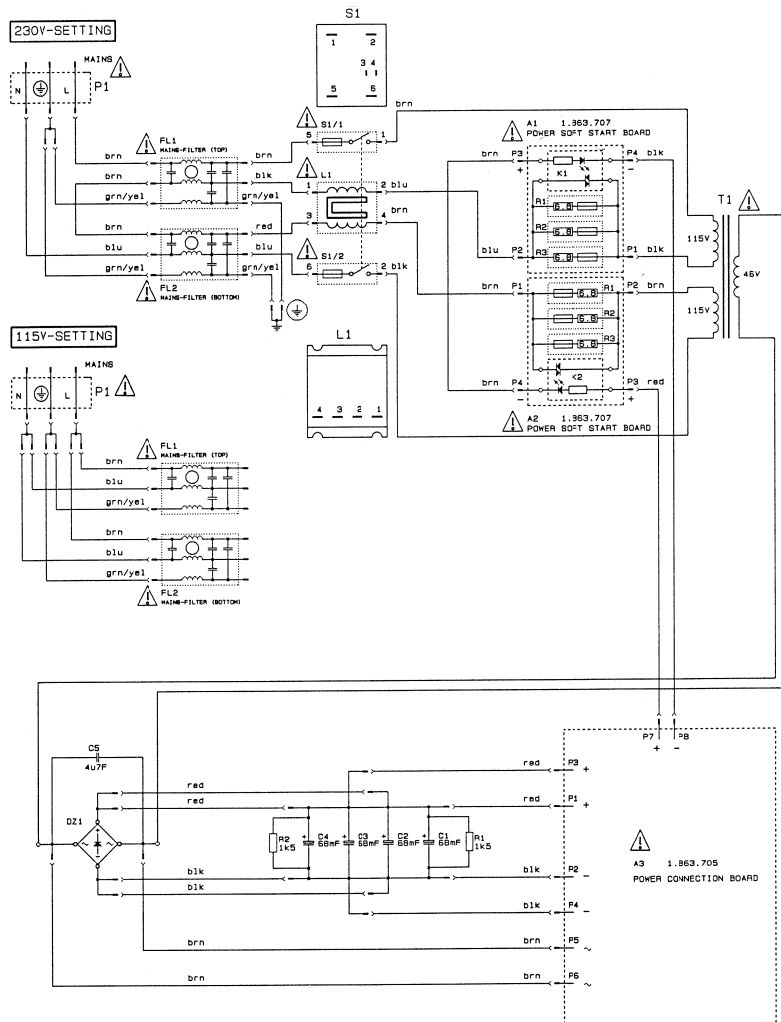 230V-SETTING
S1
1 2
3 4
5 6
MAINS
N L P1
brn
FL1
MAINS-FILTER (TOP)
brn
brn
grn/yel
brn
blk
grn/yel
5 S1/1 1
L1
1 2 blu
3 4 brn
brn
blu
grn/yel
red
blu
grn/yel
FL2
MAINS-FILTER (BOTTOM)
S1/2
6 2 blk
A1 1.863.707
POWER SOFT START BOARD
brn P3
+
K1
P4 blk
-
R1 6.8
R2 6.8
blu P2 R3 6.8 P1 blk
P1 6.8 R1 P2 brn
6.8 R2
6.8 R3
K2
brn P4
-
P3 red
+
A2 1.863.707
POWER SOFT START BOARD
T1
115V
115V
46V
115V-SETTING
MAINS
N L P1
L1
4 3 2 1
FL1
MAINS-FILTER (TOP)
brn
blu
grn/yel
brn
blu
grn/yel
FL2
MAINS-FILTER (BOTTOM)
P7 P8
+ -
C5
4u7F
DZ1
red
red
red P3 +
red P1 +
R2
1k5
C4
68mF
C3
68mF
C2
68mF
C1
68mF
R1
1k5
blk
blk
blk P2 -
blk P4 -
brn brn P5 ~
brn brn P6 ~
A3 1.863.705
POWER CONNECTION BOARD